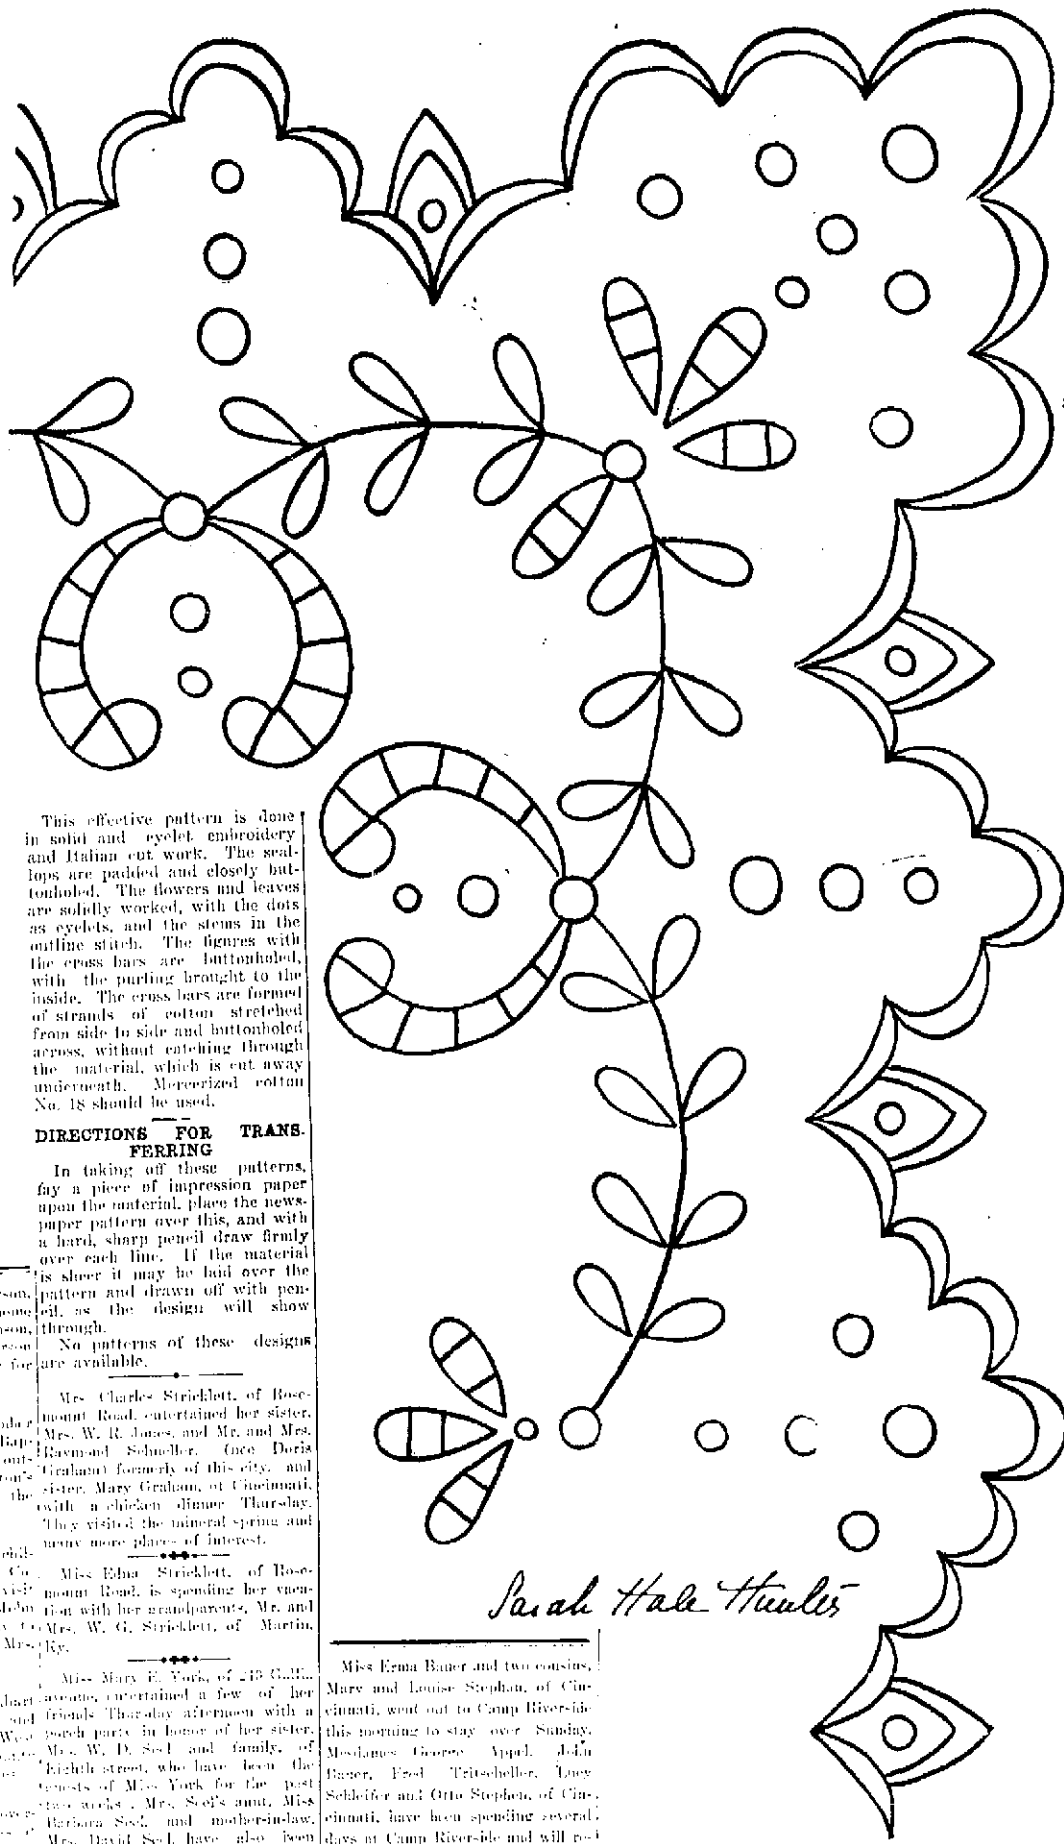 This effective pattern is done
in solid and eyelet embroidery
and Italian cut work. The scal-
lops are padded and closely but-
tonholed. The flowers and leaves
are solidly worked, with the dots
as eyelets, and the stems in the
outline stitch. The figures with
the cross bars are buttonholed,
with the purling brought to the
inside. The cross bars are formed
of strands of cotton stretched
from side to side and buttonholed
across, without catching through
the material, which is cut away
underneath. Mercerized cotton
No. 18 should be used.
DIRECTIONS FOR TRANS-
FERRING
In taking off these patterns,
lay a piece of impression paper
upon the material, place the news-
paper pattern over this, and with
a hard, sharp pencil draw firmly
over each line. If the material
is sheer it may be laid over the
pattern and drawn off with pen-
cil, as the design will show
through.
No patterns of these designs
are available.
Mrs. Charles Stricklett, of Rose-
mount Road, entertained her sister,
Mrs. W. R. Jones, and Mr. and Mrs.
Raymond Schueller, (nee Doris
Graham) formerly of this city, and
sister, Mary Graham, of Cincinnati,
with a chicken dinner Thursday.
They visited the mineral spring and
many more places of interest.
Miss Edna Stricklett, of Rose-
mount Road, is spending her vaca-
tion with her grandparents, Mr. and
Mrs. W. G. Stricklett, of Martin,
Ky.
Miss Mary E. York, of 213
avenue, entertained a few of her
friends Thursday afternoon with a
porch party in honor of her sister,
Mrs. W. D. Seel and family, of
Eighth street, who have been the
guests of Miss York for the past
two weeks. Mrs. Seel's aunt, Miss
Barbara Seel, and mother-in-law,
Mrs. David Seel, have also been
Sarah Hale Hunter
Miss Erma Bauer and two cousins,
Mary and Louise Stephan, of Cin-
cinnati, went out to Camp Riverside
this morning to stay over Sunday.
Mesdames George Appel, John
Bauer, Fred Tritscheller, Lucy
Schleifer and Otto Stephen, of Cin-
cinnati, have been spending several
days at Camp Riverside and will re-